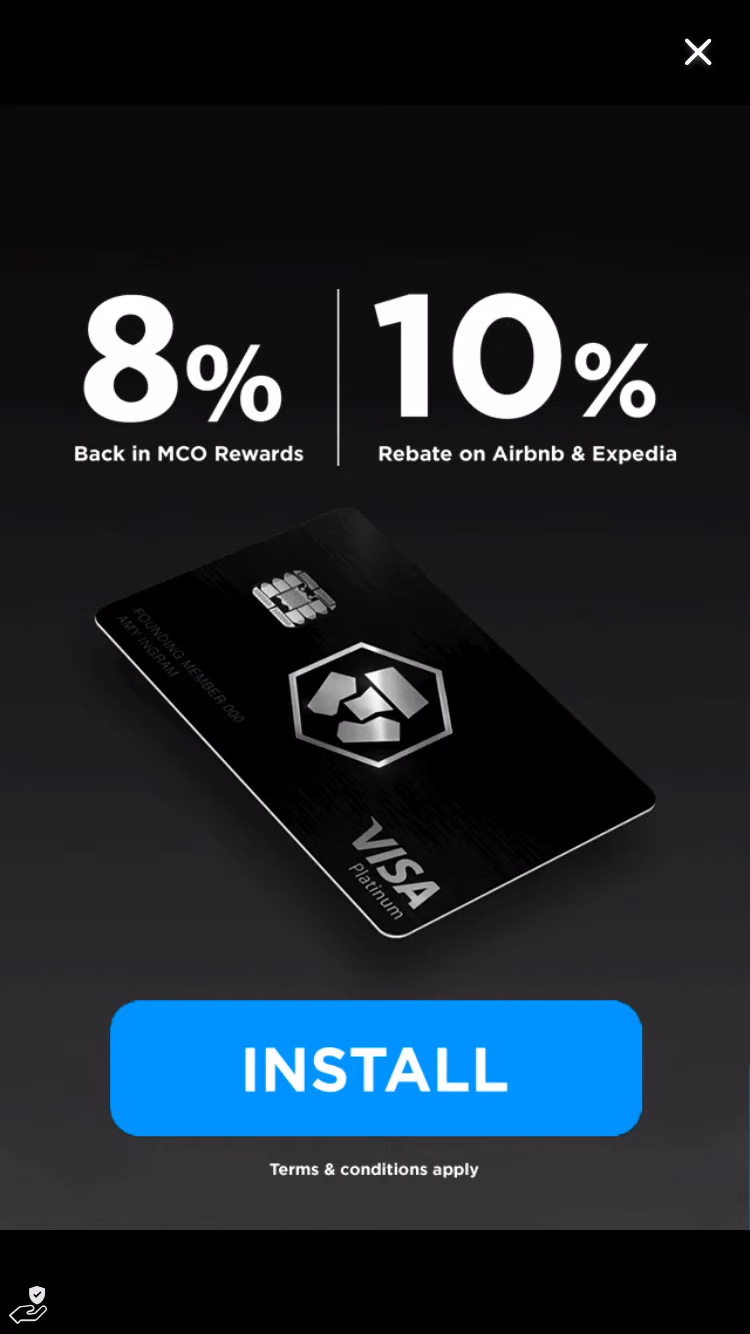 8%
Back in MCO Rewards
10%
Rebate on Airbnb & Expedia
FOUNDING MEMBER 000
AMY INGRAM
VISA
Platinum
INSTALL
Terms & conditions apply